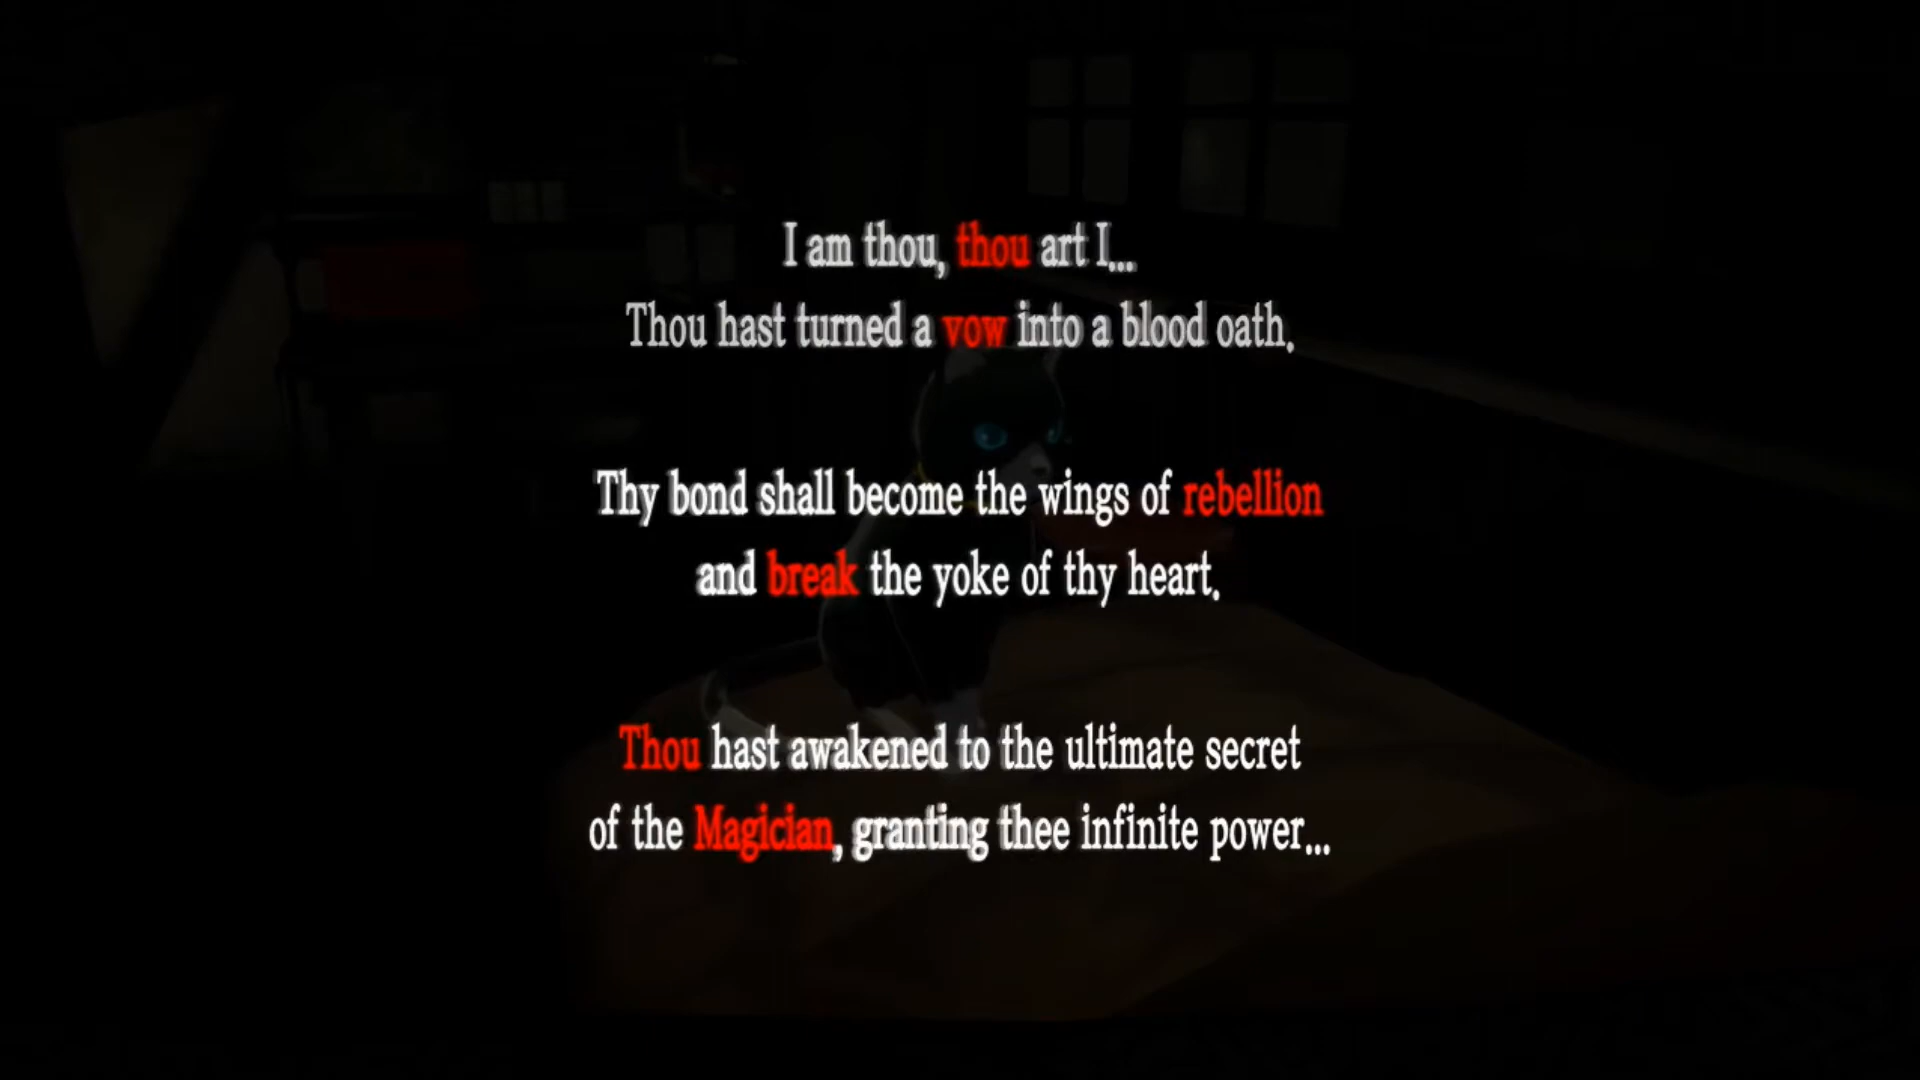 I am thou, thou art I...
Thou hast turned a vow into a blood oath.
Thy bond shall become the wings of rebellion
and break the yoke of thy heart.
Thou hast awakened to the ultimate secret
of the Magician, granting thee infinite power...